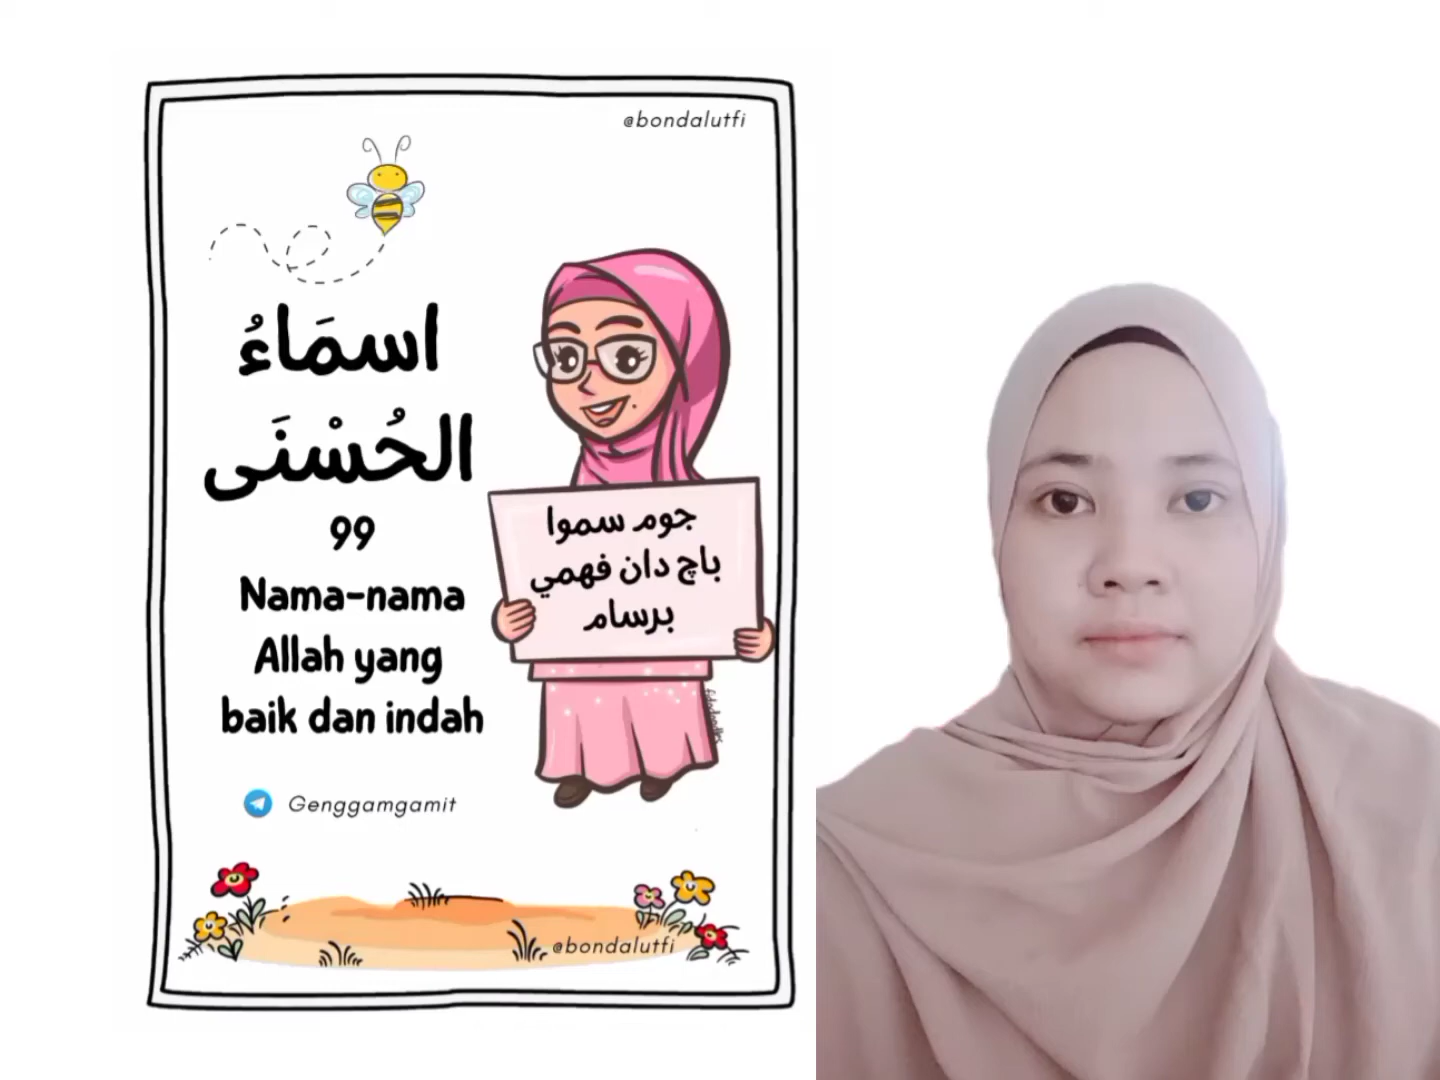 @bondalutfi
اسمَاءُ
الحُسْنَى
99
Nama-nama
Allah yang
baik dan indah
جوم سموا
باچ دان فهمي
برسام
Genggamgamit
@bondalutfi